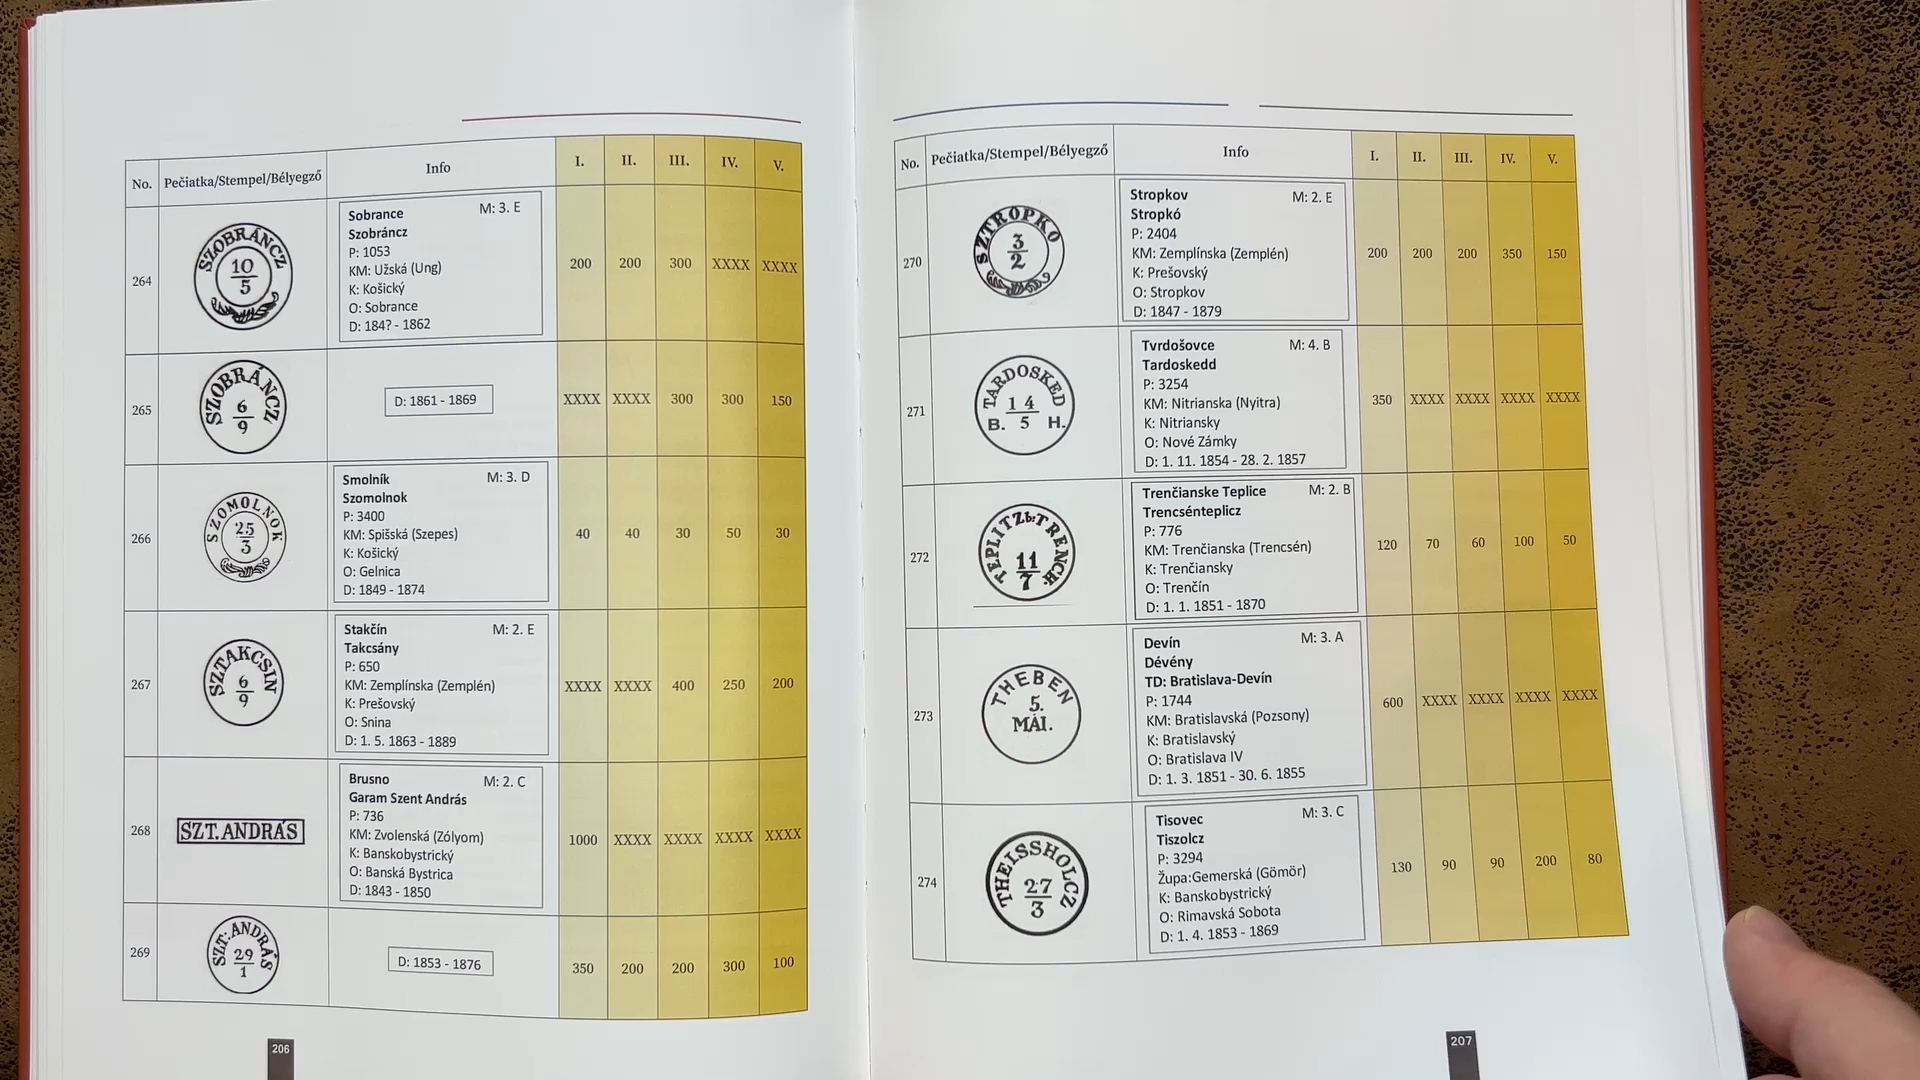 No. Pečiatka/Stempel/Bélyegző Info I. II. III. IV. V.
264
SZOBRÁNCZ
10
5
Sobrance M: 3. E
Szobráncz
P: 1053
KM: Užská (Ung)
K: Košický
O: Sobrance
D: 184? - 1862
200 200 300 XXXX XXXX
265
SZOBRÁNCZ
6
9
D: 1861 - 1869
XXXX XXXX 300 300 150
266
SZOMOLNOK
25
3
Smolník M: 3. D
Szomolnok
P: 3400
KM: Spišská (Szepes)
K: Košický
O: Gelnica
D: 1849 - 1874
40 40 30 50 30
267
SZTAKCSIN
6
9
Stakčín M: 2. E
Takcsány
P: 650
KM: Zemplínska (Zemplén)
K: Prešovský
O: Snina
D: 1. 5. 1863 - 1889
XXXX XXXX 400 250 200
268
SZT. ANDRÁS
Brusno M: 2. C
Garam Szent András
P: 736
KM: Zvolenská (Zólyom)
K: Banskobystrický
O: Banská Bystrica
D: 1843 - 1850
1000 XXXX XXXX XXXX XXXX
269
SZT: ANDRÁS
29
1
D: 1853 - 1876
350 200 200 300 100
206
No. Pečiatka/Stempel/Bélyegző Info I. II. III. IV. V.
270
SZTROPKO
3
2
Stropkov M: 2. E
Stropkó
P: 2404
KM: Zemplínska (Zemplén)
K: Prešovský
O: Stropkov
D: 1847 - 1879
200 200 200 350 150
271
TARDOSKED
14
B. 5 H.
Tvrdošovce M: 4. B
Tardoskedd
P: 3254
KM: Nitrianska (Nyitra)
K: Nitriansky
O: Nové Zámky
D: 1. 11. 1854 - 28. 2. 1857
350 XXXX XXXX XXXX XXXX
272
TEPLITZ b: TRENCH:
11
7
Trenčianske Teplice M: 2. B
Trencsénteplicz
P: 776
KM: Trenčianska (Trencsén)
K: Trenčiansky
O: Trenčín
D: 1. 1. 1851 - 1870
120 70 60 100 50
273
THEBEN
5.
MÁI.
Devín M: 3. A
Dévény
TD: Bratislava-Devín
P: 1744
KM: Bratislavská (Pozsony)
K: Bratislavský
O: Bratislava IV
D: 1. 3. 1851 - 30. 6. 1855
600 XXXX XXXX XXXX XXXX
274
THEISSHOLCZ
27
3
Tisovec M: 3. C
Tiszolcz
P: 3294
Župa:Gemerská (Gömör)
K: Banskobystrický
O: Rimavská Sobota
D: 1. 4. 1853 - 1869
130 90 90 200 80
207